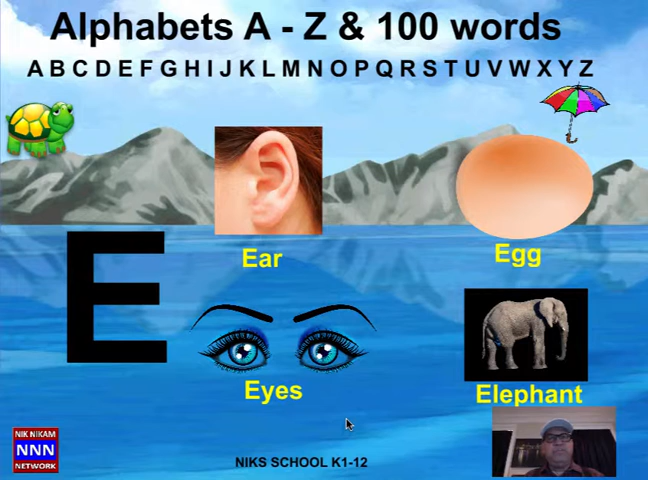 Alphabets A - Z & 100 words
A B C D E F G H I J K L M N O P Q R S T U V W X Y Z
Ear
Egg
E
Eyes
Elephant
NIK NIKAM
NNN
NETWORK
NIKS SCHOOL K1-12